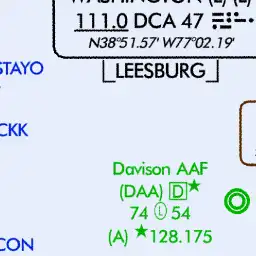 WASHINGTON (L) (L)
111.0 DCA 47
N38°51.57' W77°02.19'
STAYO
LEESBURG
CKK
Davison AAF
(DAA) D★
74 Ⓛ 54
(A) ★128.175
CON